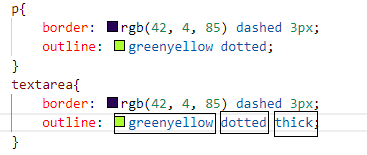 p{
border: rgb(42, 4, 85) dashed 3px;
outline: greenyellow dotted;
}
textarea{
border: rgb(42, 4, 85) dashed 3px;
outline: greenyellow dotted thick;
}